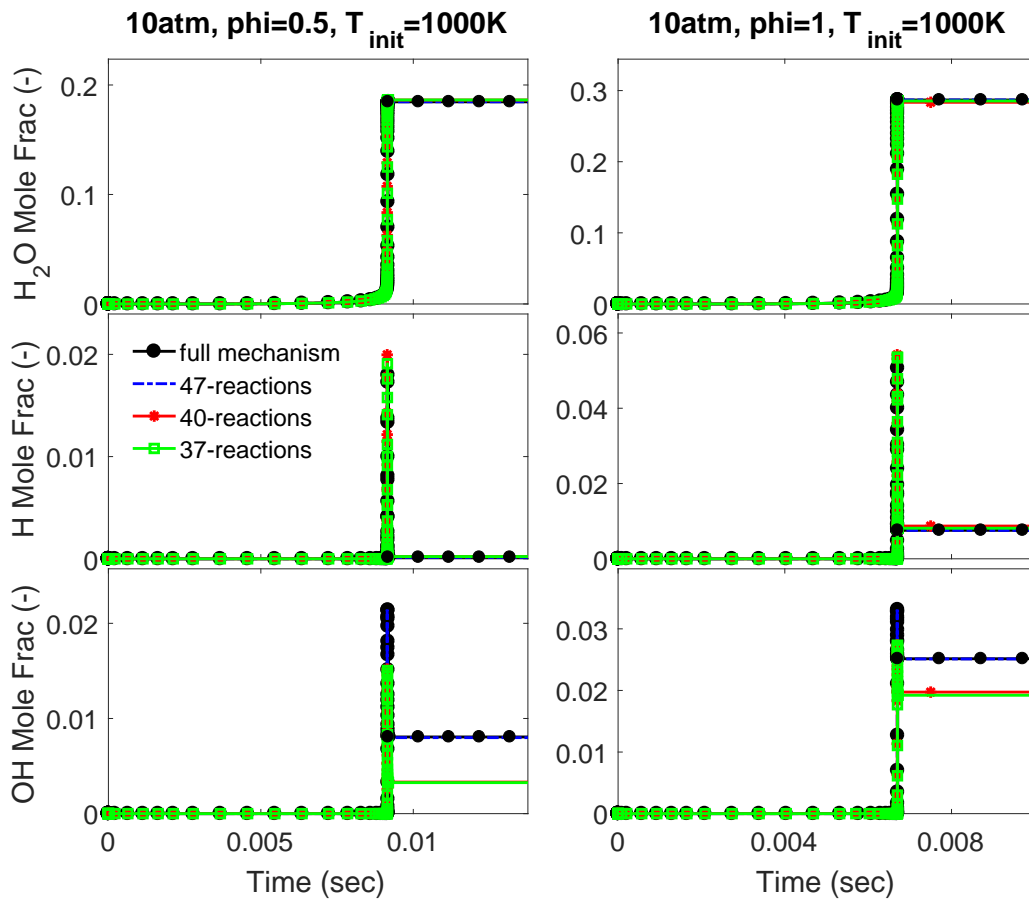 10atm, phi=0.5, T_init=1000K
10atm, phi=1, T_init=1000K
H₂O Mole Frac (-)
0.2
0.1
0
0.3
0.2
0.1
0
H Mole Frac (-)
0.02
0.01
0
full mechanism
47-reactions
40-reactions
37-reactions
0.06
0.04
0.02
0
OH Mole Frac (-)
0.02
0.01
0
0.03
0.02
0.01
0
0
0.005
0.01
0
0.004
0.008
Time (sec)
Time (sec)